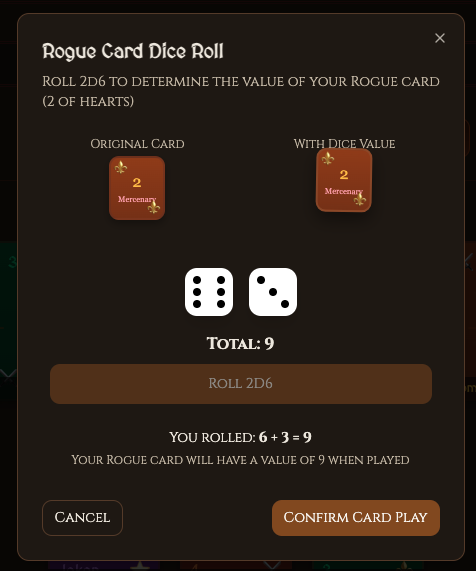 Rogue Card Dice Roll
Roll 2d6 to determine the value of your Rogue card
(2 of hearts)
Original Card
With Dice Value
2
Mercenary
2
Mercenary
Total: 9
Roll 2d6
You rolled: 6 + 3 = 9
Your Rogue card will have a value of 9 when played
Cancel
Confirm Card Play